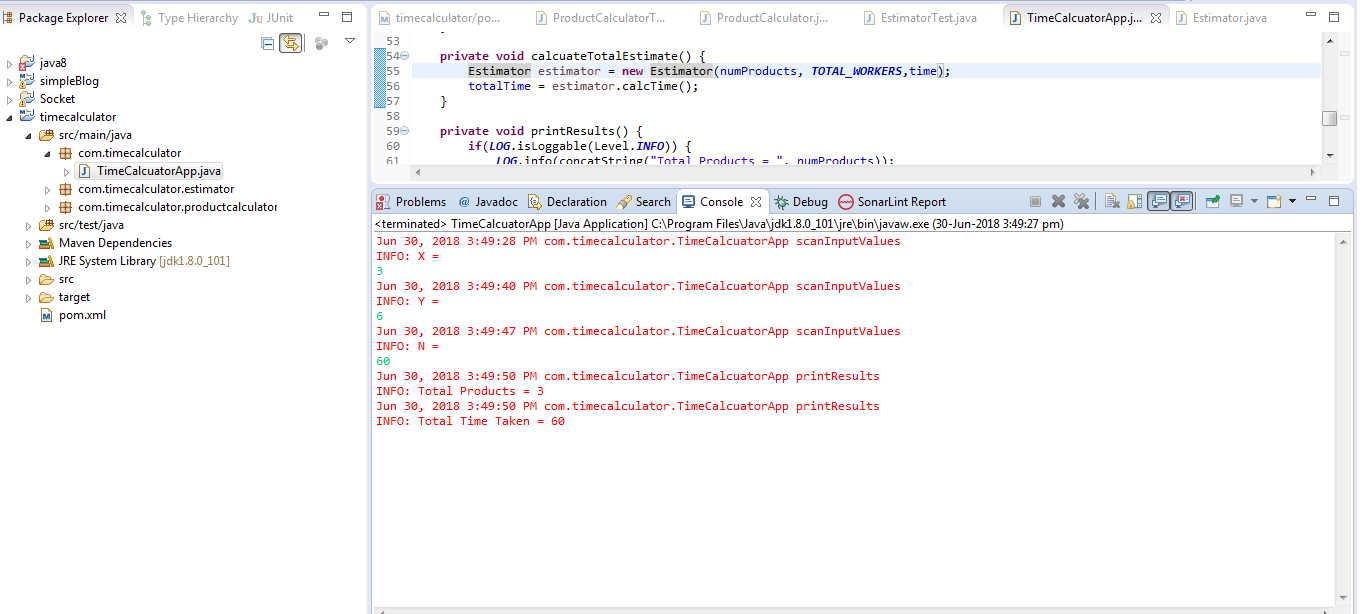 Package Explorer
Type Hierarchy
JUnit
java8
simpleBlog
Socket
timecalculator
src/main/java
com.timecalculator
TimeCalcuatorApp.java
com.timecalculator.estimator
com.timecalculator.productcalculator
src/test/java
Maven Dependencies
JRE System Library [jdk1.8.0_101]
src
target
pom.xml
timecalculator/po...
ProductCalculatorT...
ProductCalculator.j...
EstimatorTest.java
TimeCalcuatorApp.j...
Estimator.java
53
54 private void calcuateTotalEstimate() {
55 Estimator estimator = new Estimator(numProducts, TOTAL_WORKERS,time);
56 totalTime = estimator.calcTime();
57 }
58
59 private void printResults() {
60 if(LOG.isLoggable(Level.INFO)) {
61 LOG.info(concatString("Total Products = ", numProducts));
Problems
@ Javadoc
Declaration
Search
Console
Debug
SonarLint Report
<terminated> TimeCalcuatorApp [Java Application] C:\Program Files\Java\jdk1.8.0_101\jre\bin\javaw.exe (30-Jun-2018 3:49:27 pm)
Jun 30, 2018 3:49:28 PM com.timecalculator.TimeCalcuatorApp scanInputValues
INFO: X =
3
Jun 30, 2018 3:49:40 PM com.timecalculator.TimeCalcuatorApp scanInputValues
INFO: Y =
6
Jun 30, 2018 3:49:47 PM com.timecalculator.TimeCalcuatorApp scanInputValues
INFO: N =
60
Jun 30, 2018 3:49:50 PM com.timecalculator.TimeCalcuatorApp printResults
INFO: Total Products = 3
Jun 30, 2018 3:49:50 PM com.timecalculator.TimeCalcuatorApp printResults
INFO: Total Time Taken = 60